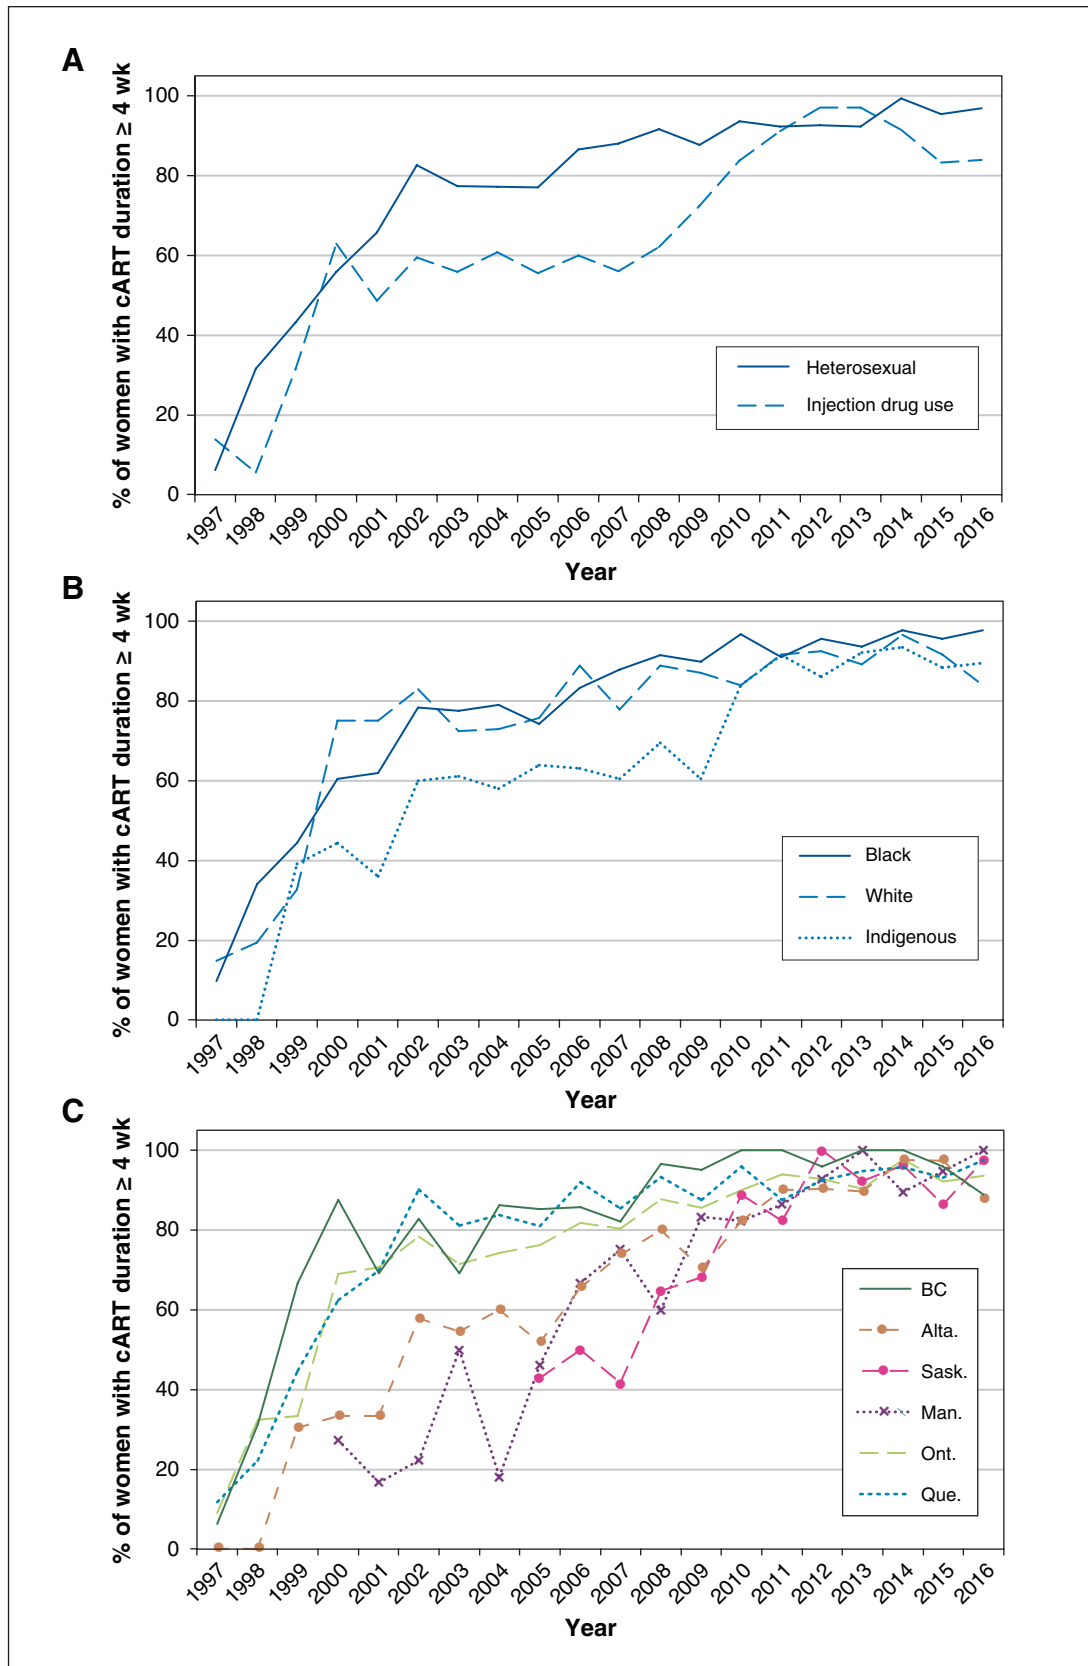 A
% of women with cART duration ≥ 4 wk
100
80
60
40
20
0
Heterosexual
Injection drug use
1997 1998 1999 2000 2001 2002 2003 2004 2005 2006 2007 2008 2009 2010 2011 2012 2013 2014 2015 2016
Year
B
% of women with cART duration ≥ 4 wk
100
80
60
40
20
0
Black
White
Indigenous
1997 1998 1999 2000 2001 2002 2003 2004 2005 2006 2007 2008 2009 2010 2011 2012 2013 2014 2015 2016
Year
C
% of women with cART duration ≥ 4 wk
100
80
60
40
20
0
BC
Alta.
Sask.
Man.
Ont.
Que.
1997 1998 1999 2000 2001 2002 2003 2004 2005 2006 2007 2008 2009 2010 2011 2012 2013 2014 2015 2016
Year